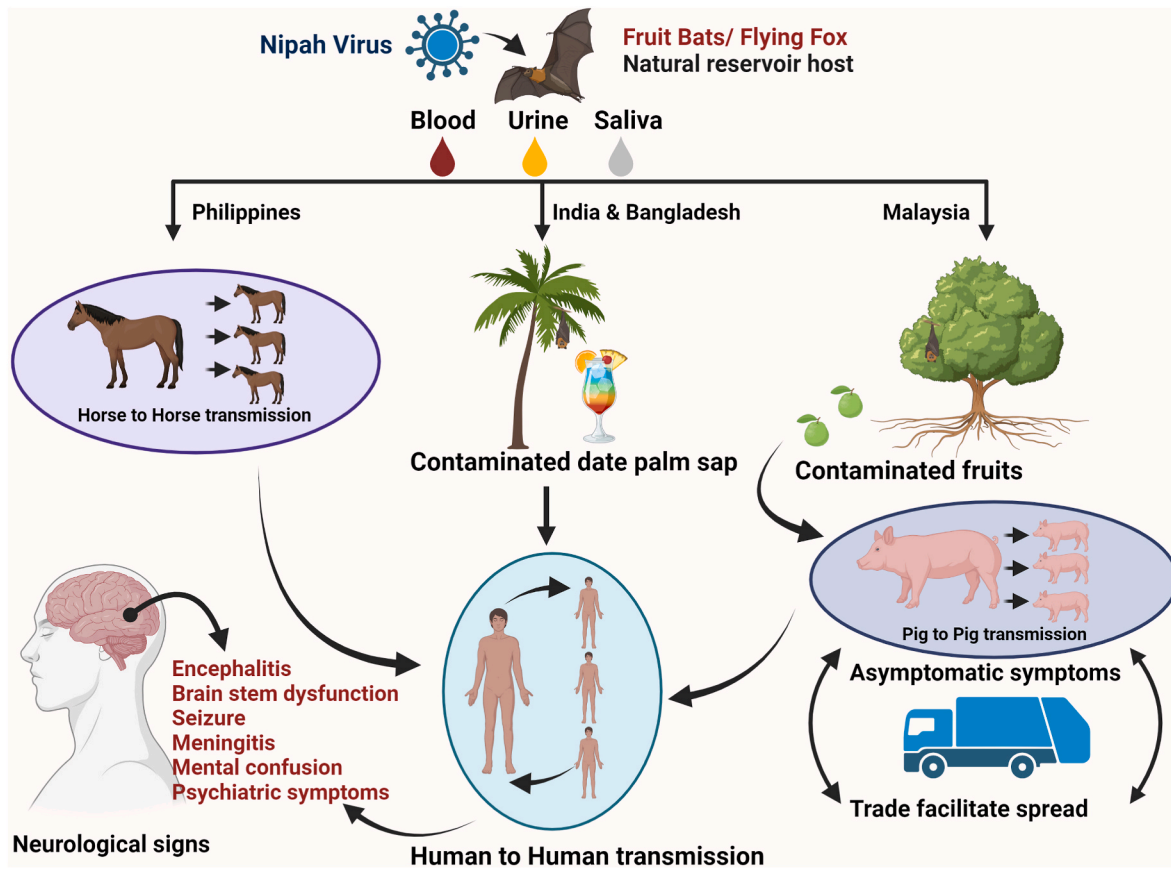 Nipah Virus
Fruit Bats/ Flying Fox
Natural reservoir host
Blood
Urine
Saliva
Philippines
India & Bangladesh
Malaysia
Horse to Horse transmission
Contaminated date palm sap
Contaminated fruits
Pig to Pig transmission
Asymptomatic symptoms
Trade facilitate spread
Encephalitis
Brain stem dysfunction
Seizure
Meningitis
Mental confusion
Psychiatric symptoms
Neurological signs
Human to Human transmission